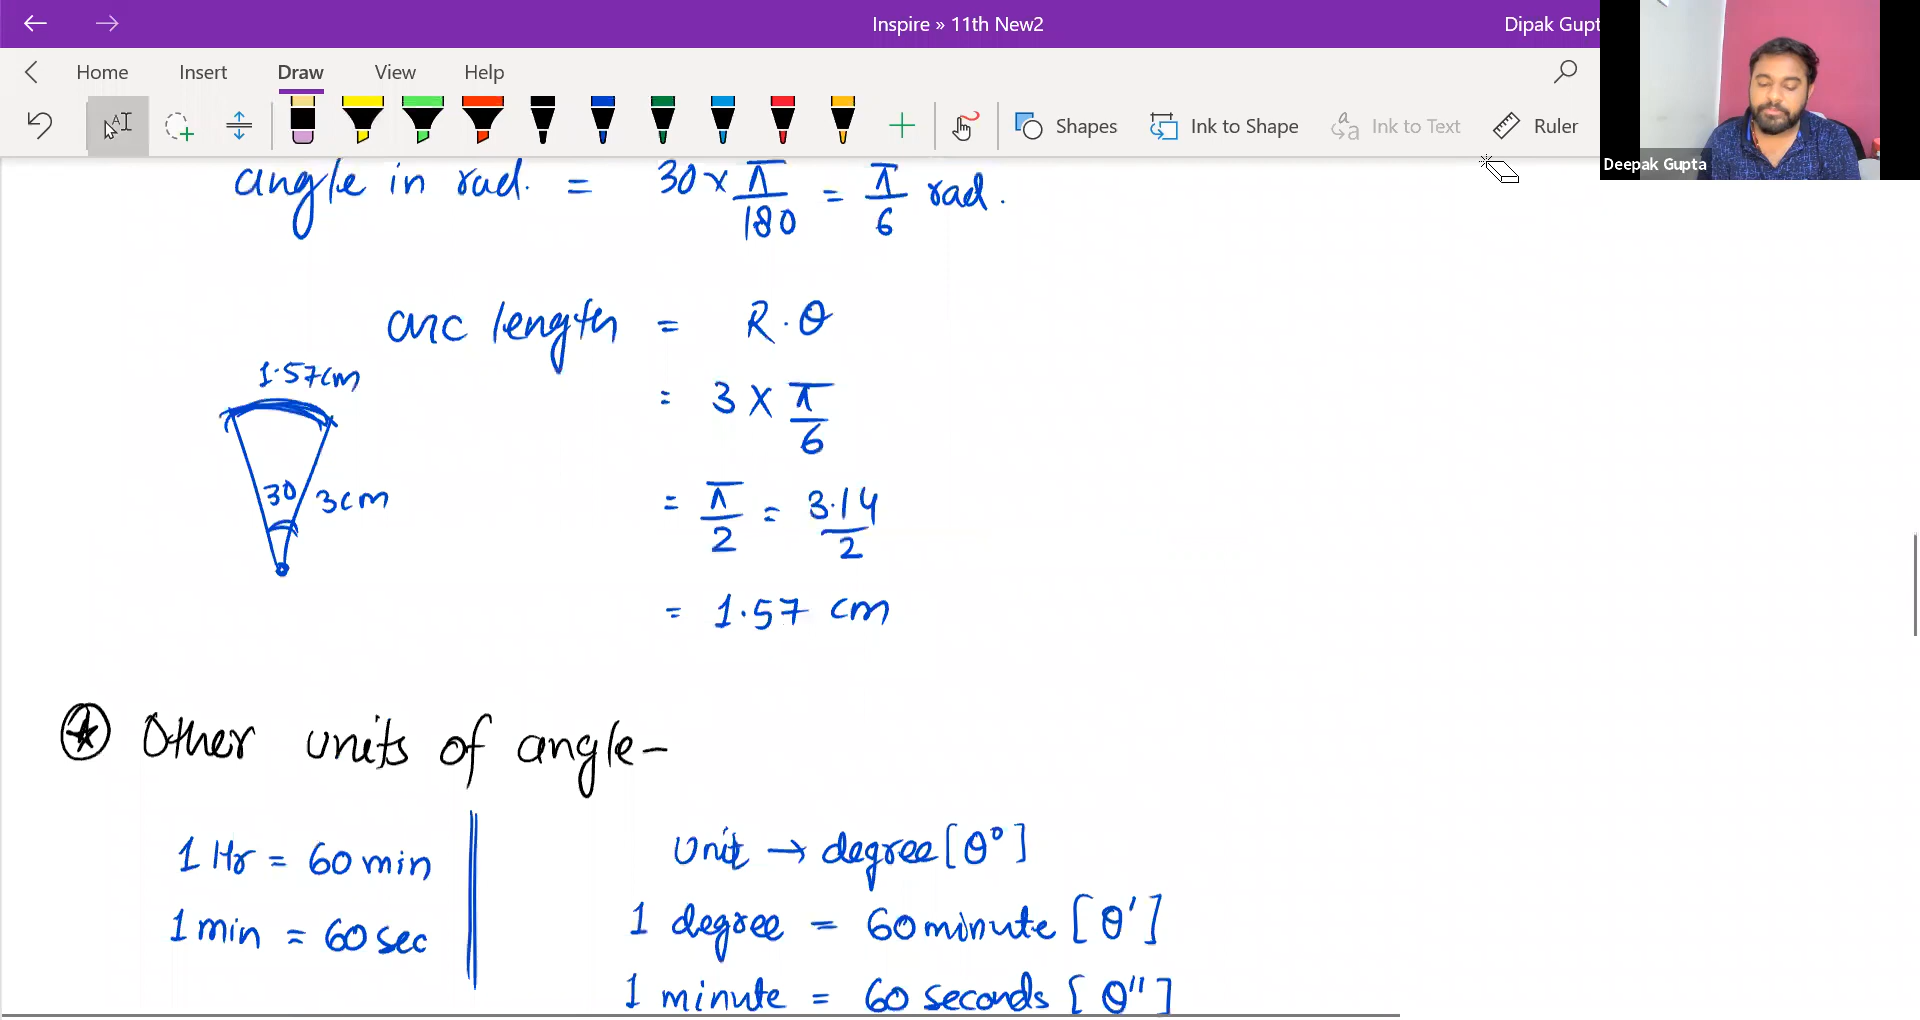 Inspire » 11th New2
Dipak Gupt
Home Insert Draw View Help
Shapes Ink to Shape Ink to Text Ruler
Deepak Gupta
angle in rad. = 30 × π/180 = π/6 rad.
arc length = R·θ
1.57cm
= 3 × π/6
30 3cm
= π/2 = 3.14/2
= 1.57 cm
Other units of angle-
1 Hr = 60 min
Unit → degree [θ°]
1 degree = 60 minute [θ']
1 min = 60 sec
1 minute = 60 seconds [θ"]